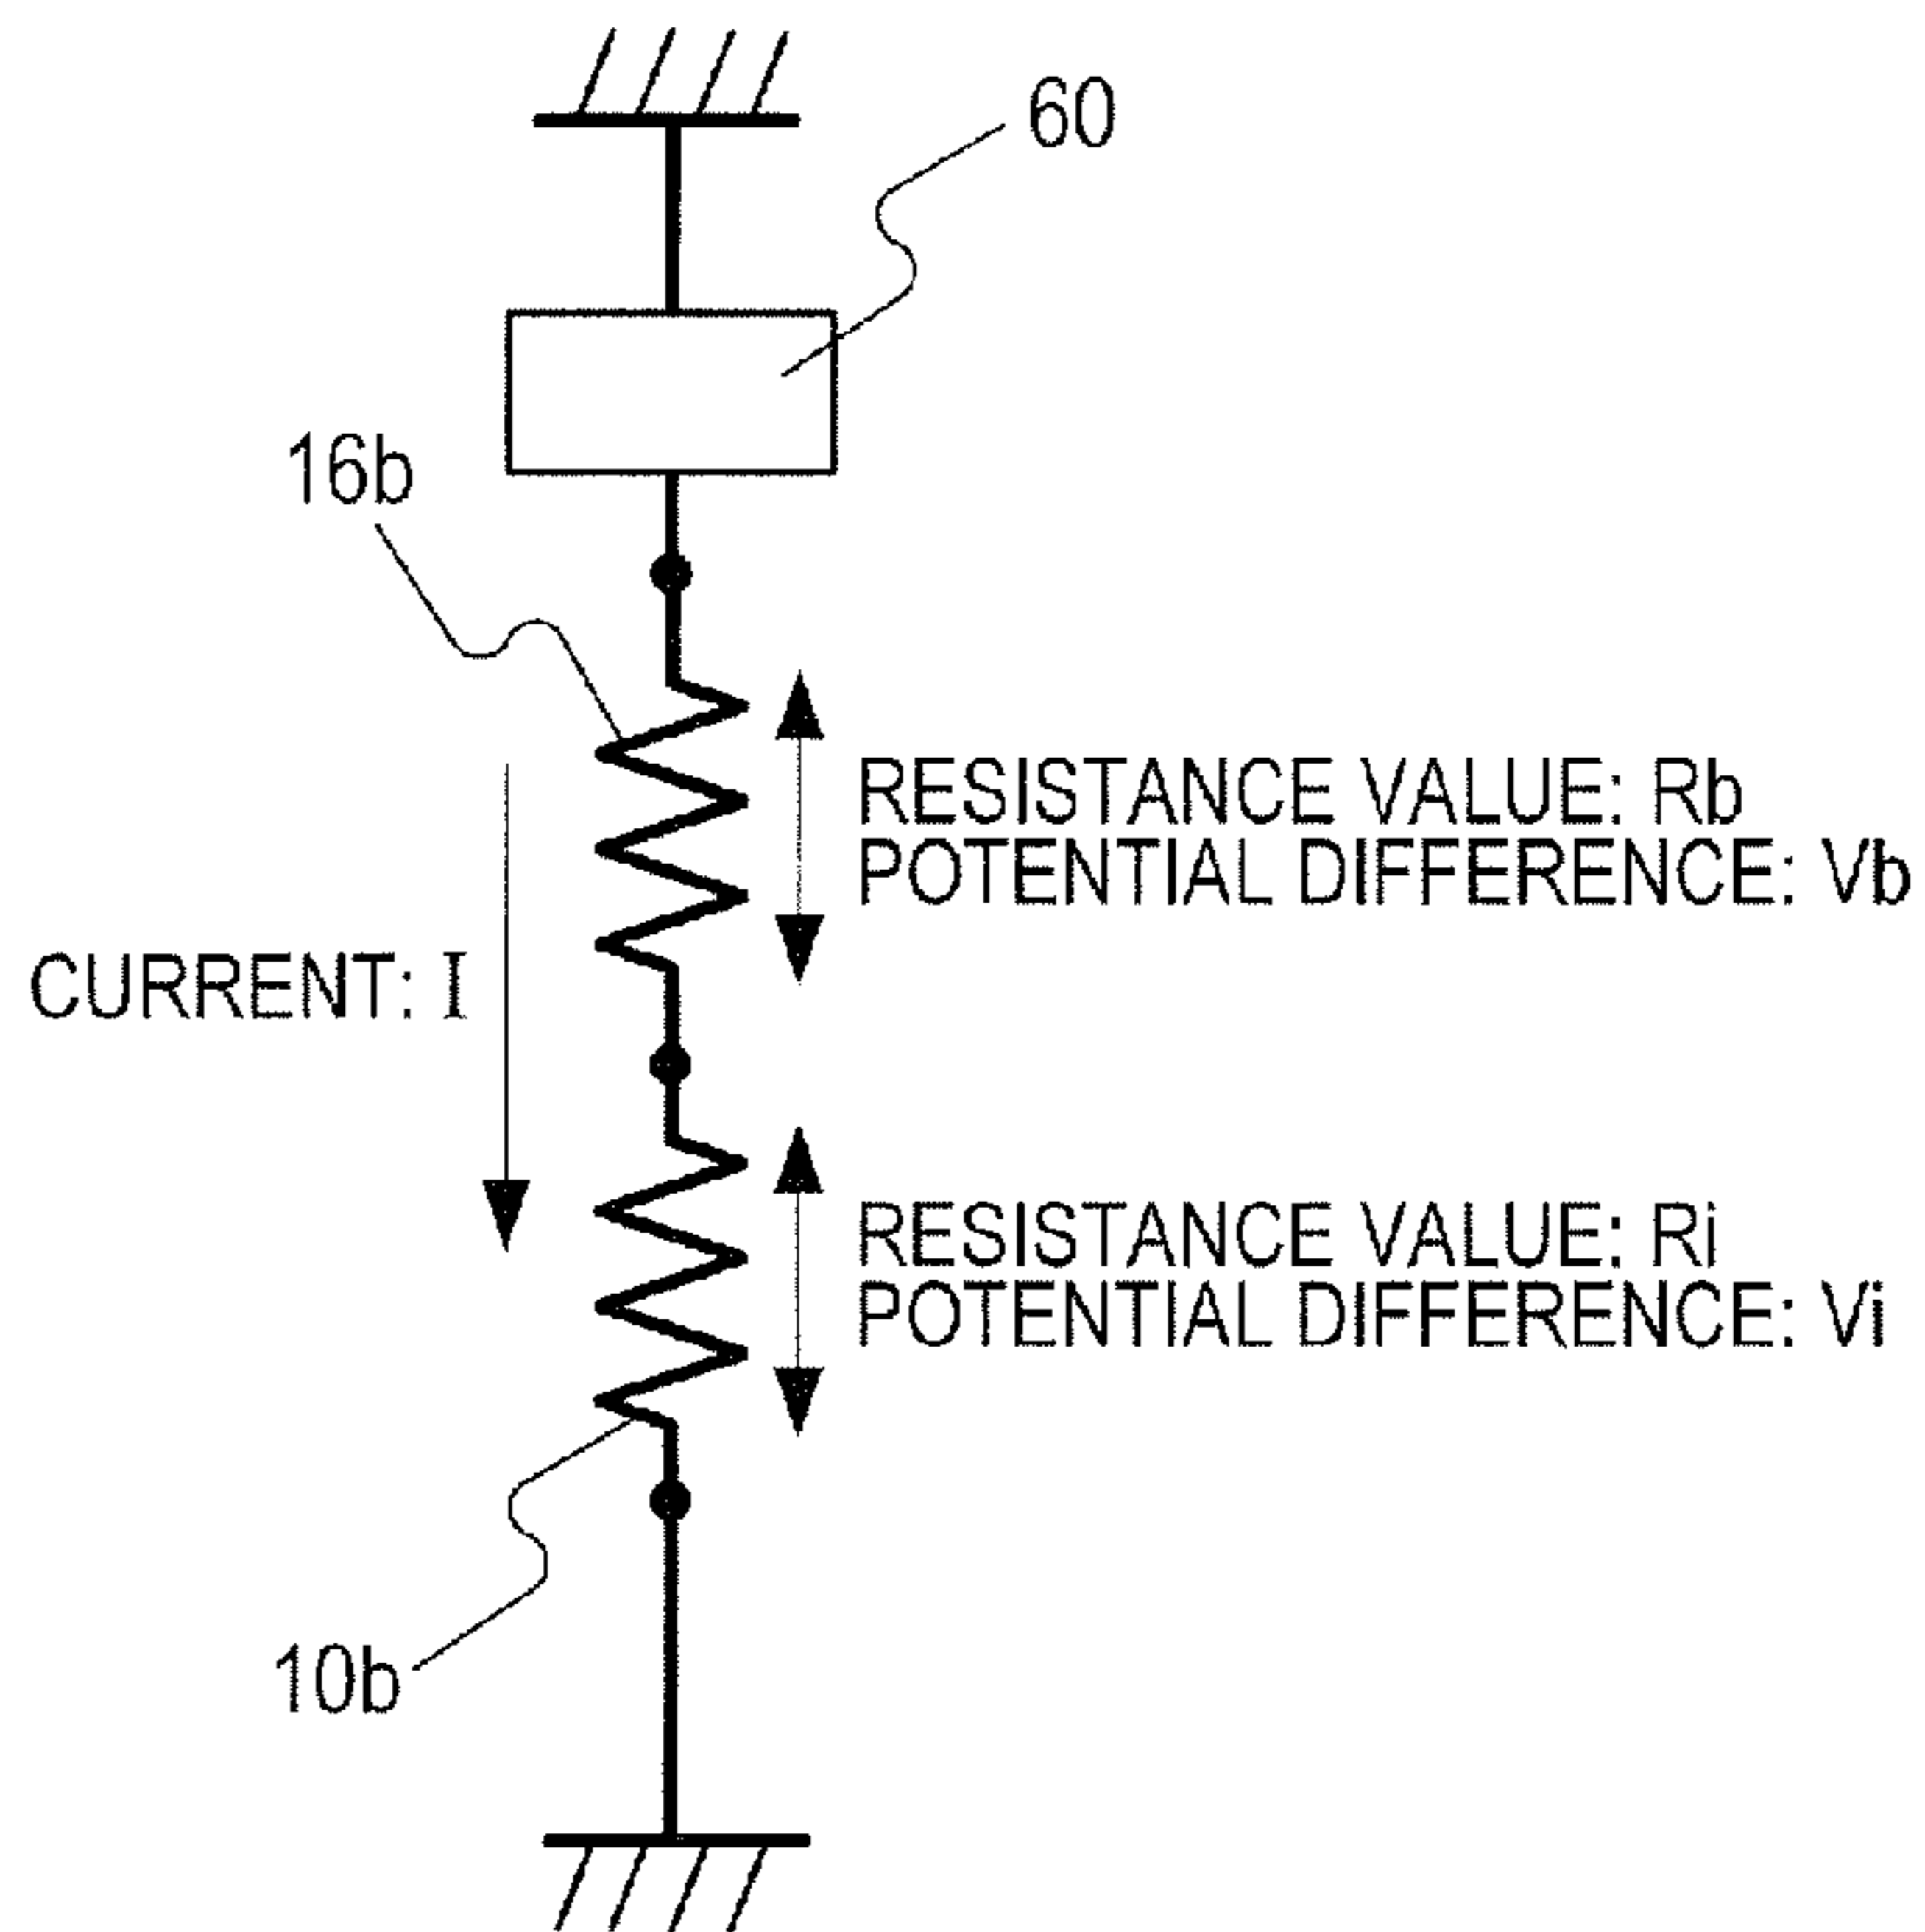 60
16b
RESISTANCE VALUE: Rb
POTENTIAL DIFFERENCE: Vb
CURRENT: I
RESISTANCE VALUE: Ri
POTENTIAL DIFFERENCE: Vi
10b